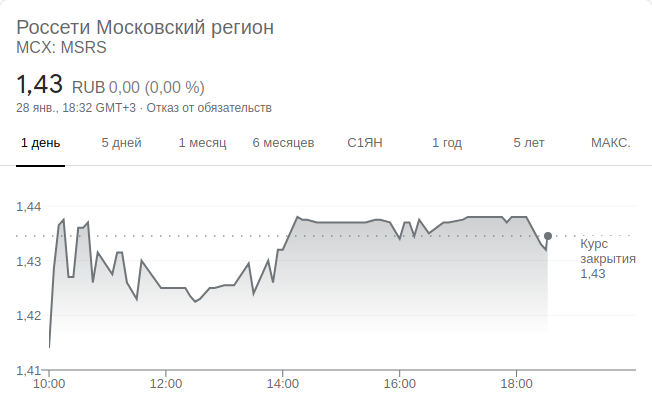 Россети Московский регион
MCX: MSRS
1,43 RUB 0,00 (0,00 %)
28 янв., 18:32 GMT+3 · Отказ от обязательств
1 день 5 дней 1 месяц 6 месяцев С1ЯН 1 год 5 лет МАКС.
1,44
Курс
закрытия
1,43
1,43
1,42
1,41
10:00 12:00 14:00 16:00 18:00